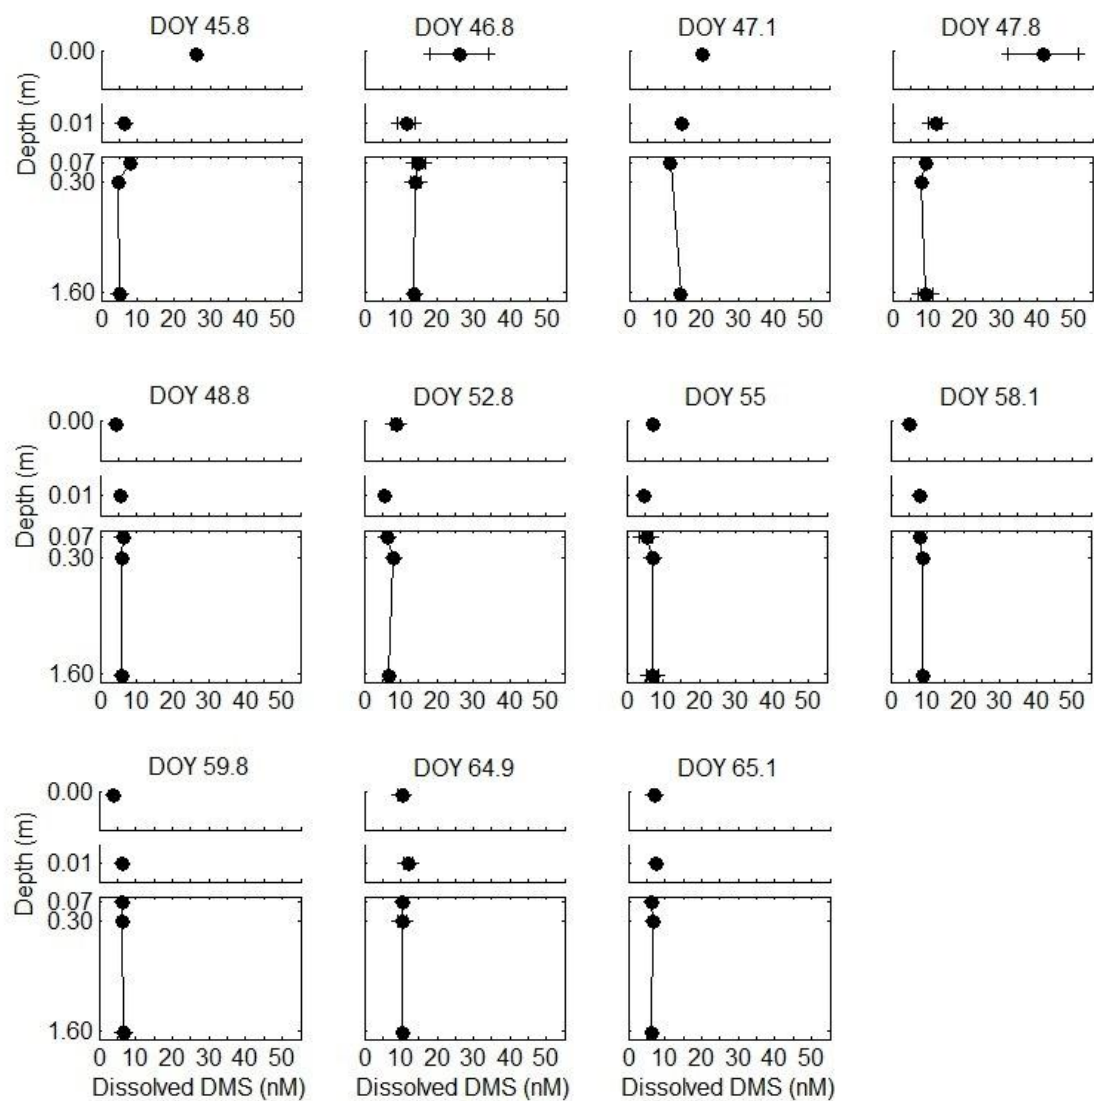 DOY 45.8 DOY 46.8 DOY 47.1 DOY 47.8
0.00
0.01
0.07
0.30
1.60
Depth (m)
0 10 20 30 40 50 0 10 20 30 40 50 0 10 20 30 40 50 0 10 20 30 40 50
DOY 48.8 DOY 52.8 DOY 55 DOY 58.1
0.00
0.01
0.07
0.30
1.60
Depth (m)
0 10 20 30 40 50 0 10 20 30 40 50 0 10 20 30 40 50 0 10 20 30 40 50
DOY 59.8 DOY 64.9 DOY 65.1
0.00
0.01
0.07
0.30
1.60
Depth (m)
0 10 20 30 40 50 0 10 20 30 40 50 0 10 20 30 40 50
Dissolved DMS (nM) Dissolved DMS (nM) Dissolved DMS (nM)